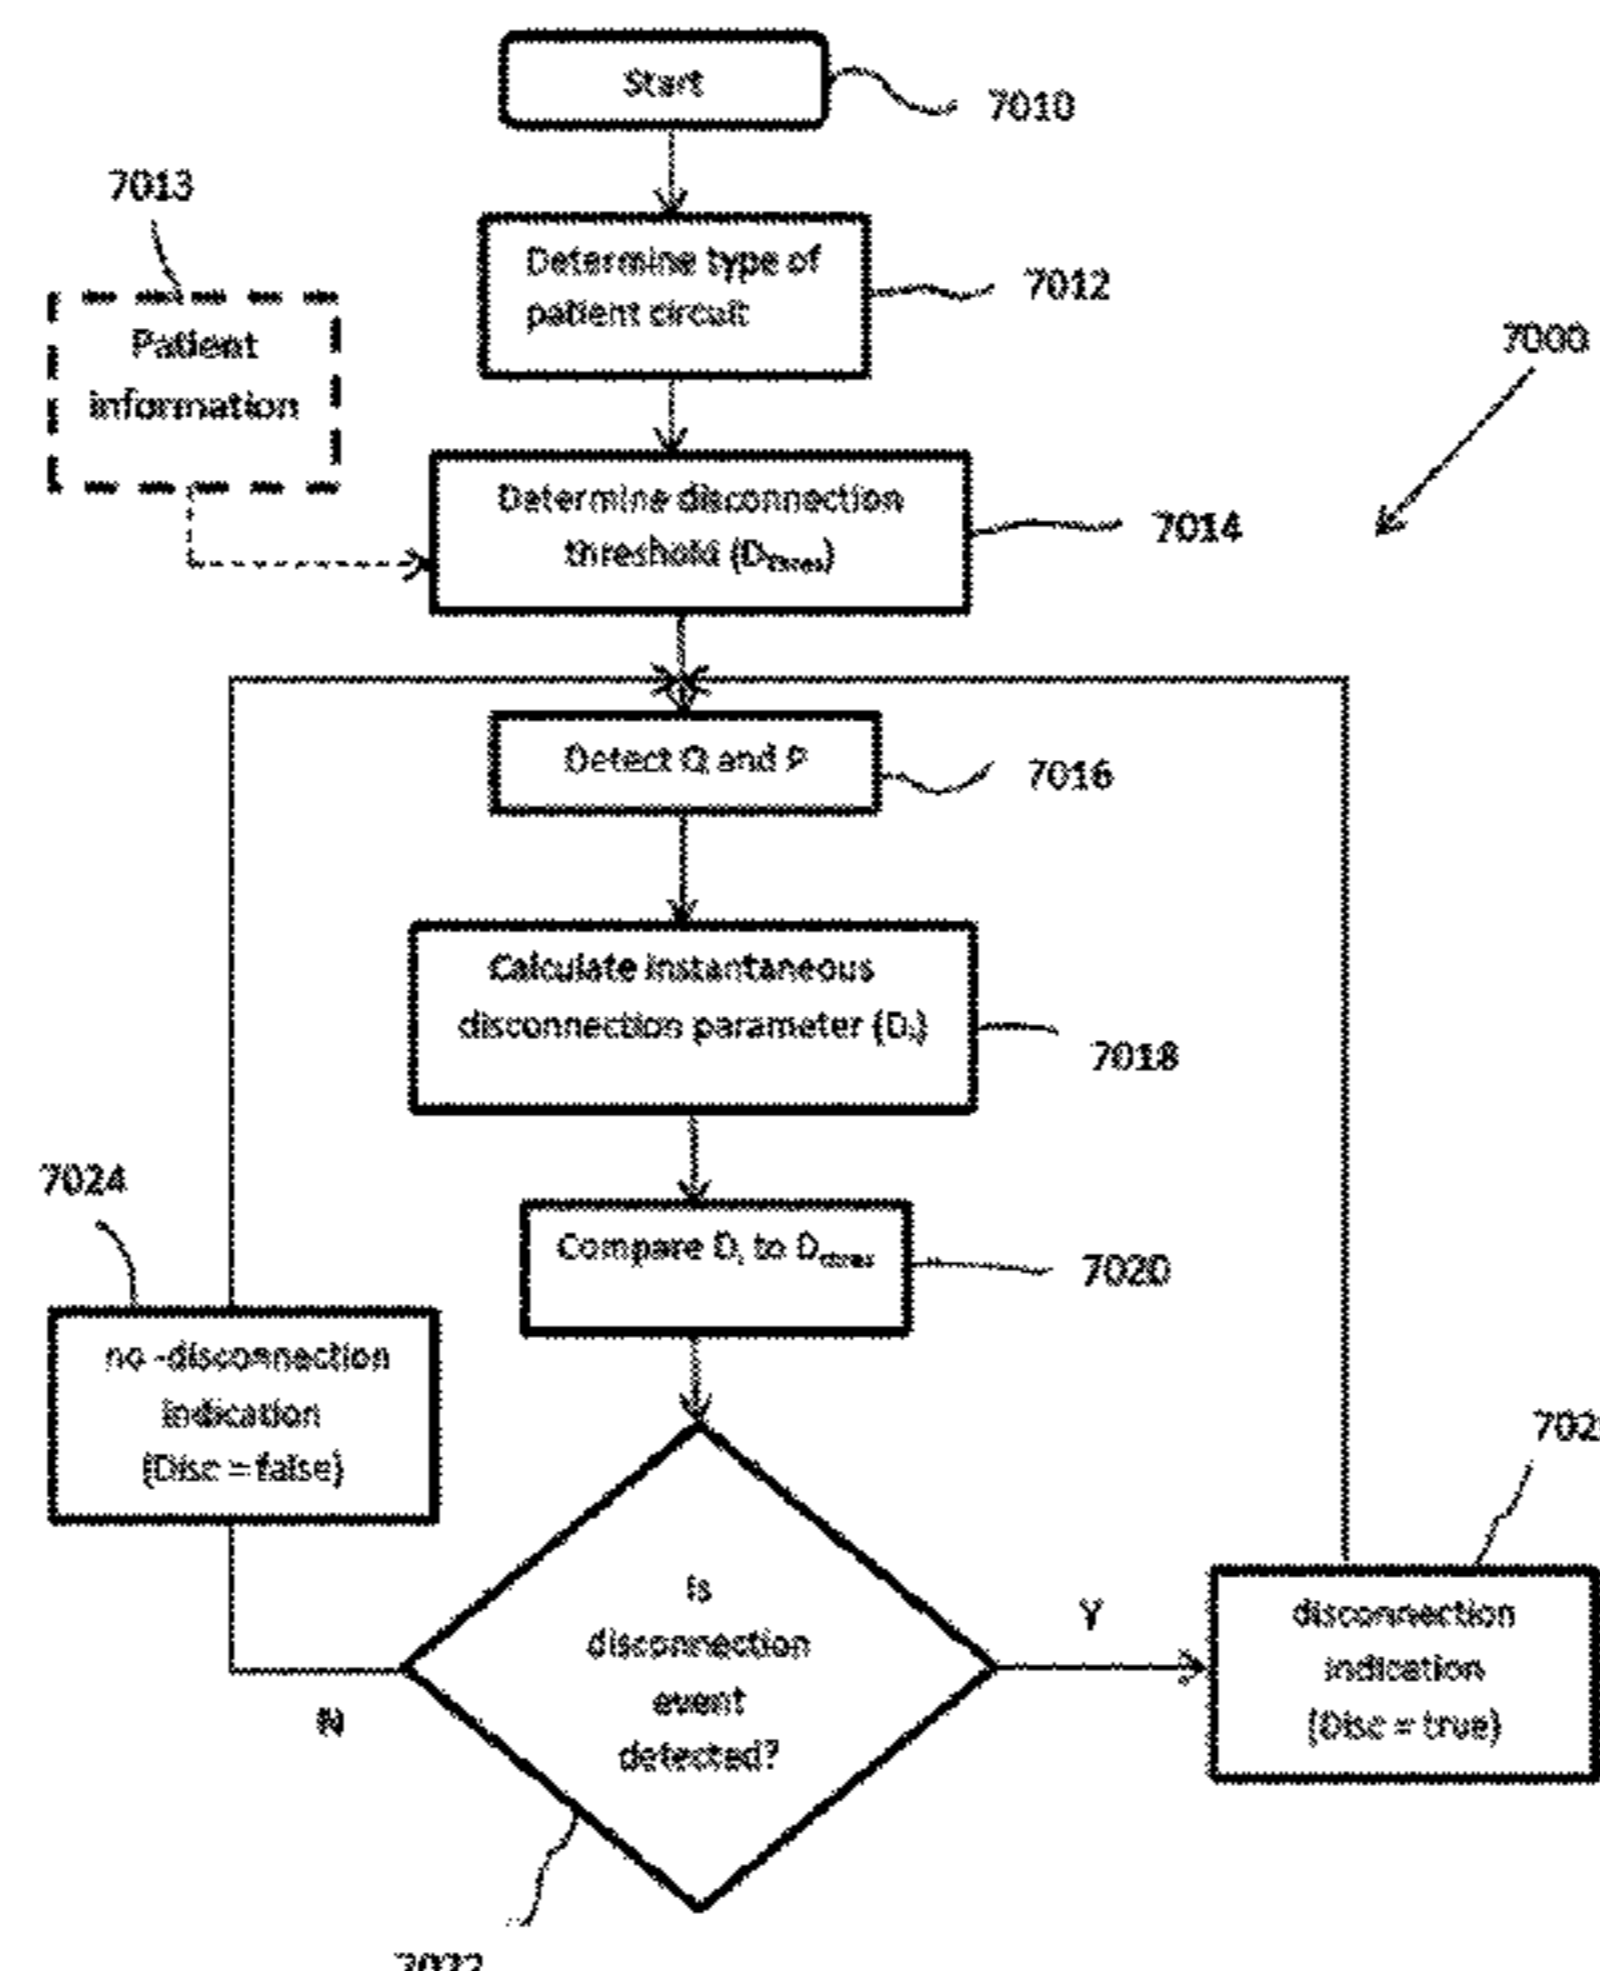 Start
7010
7013
Determine type of
patient circuit
7012
Patient
information
7000
Determine disconnection
threshold (Dthres)
7014
Detect Q and P
7016
Calculate instantaneous
disconnection parameter (Di)
7018
7024
Compare Di to Dthres
7020
no -disconnection
indication
(Disc = false)
702
Is
disconnection
event
detected?
Y
N
disconnection
indication
(Disc = true)
7022